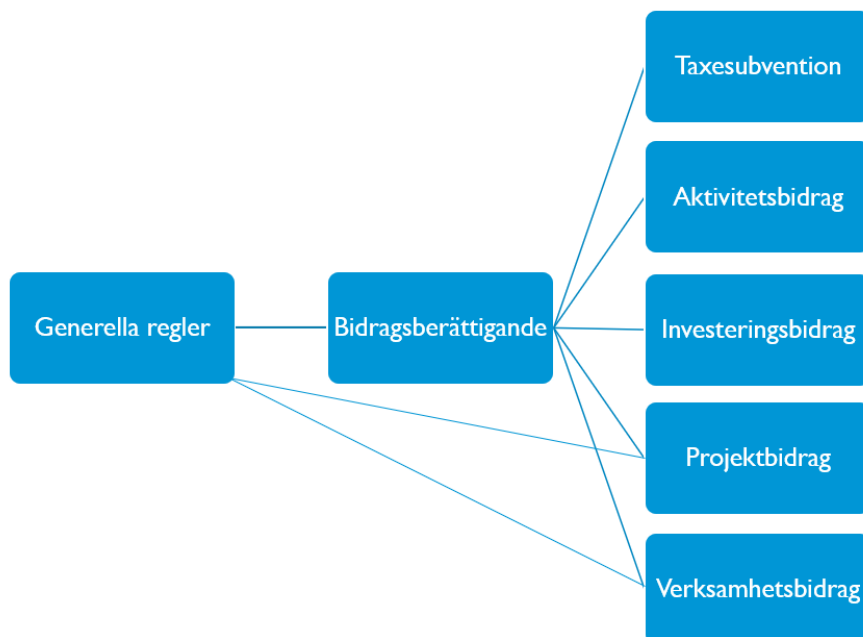 Generella regler
Bidragsberättigande
Taxesubvention
Aktivitetsbidrag
Investeringsbidrag
Projektbidrag
Verksamhetsbidrag